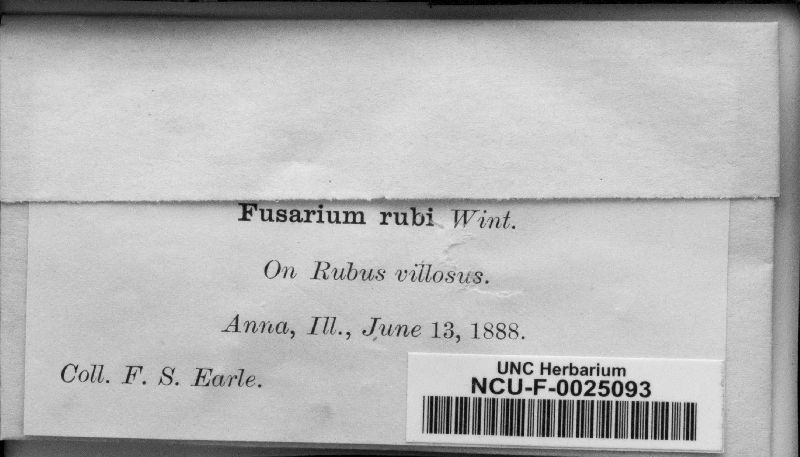 Fusarium rubi Wint.
On Rubus villosus.
Anna, Ill., June 13, 1888.
Coll. F. S. Earle.
UNC Herbarium
NCU-F-0025093